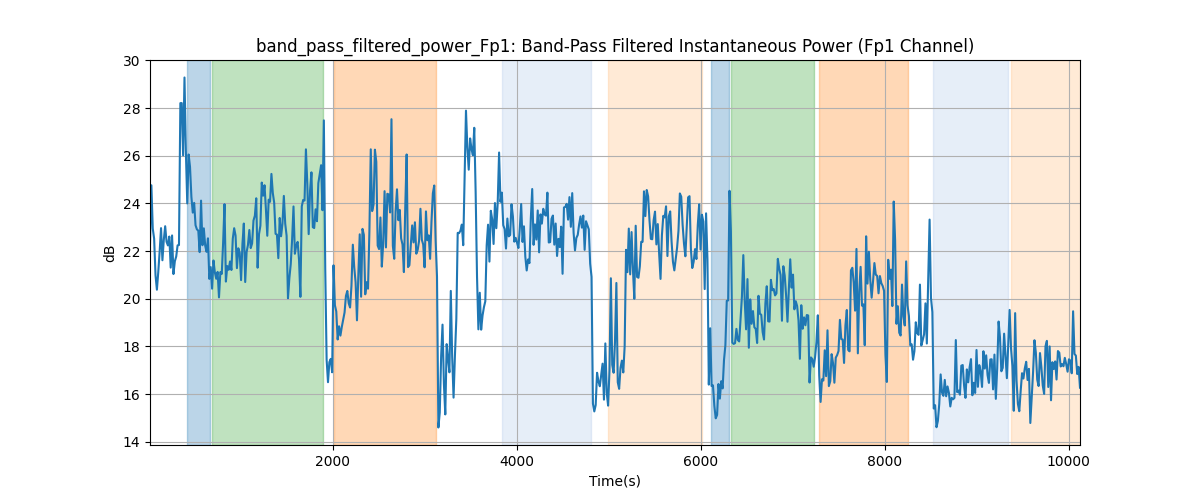 band_pass_filtered_power_Fp1: Band-Pass Filtered Instantaneous Power (Fp1 Channel)
30
28
26
24
22
20
18
16
14
dB
2000 4000 6000 8000 10000
Time(s)